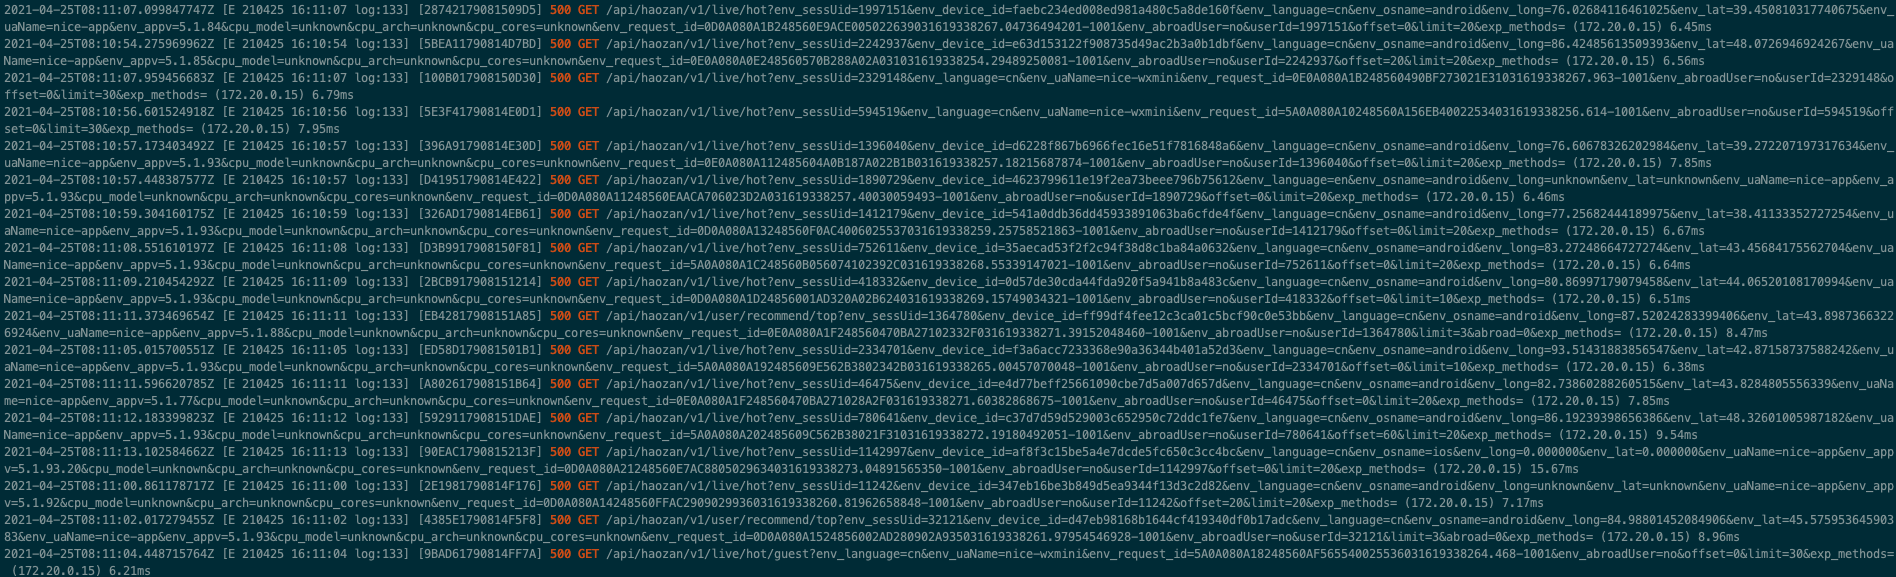 2021-04-25T08:11:07.099847747Z [E 210425 16:11:07 log:133] [28742179081509D5] 500 GET /api/haozan/v1/live/hot?env_sessUid=1997151&env_device_id=faebc234ed008ed981a480c5a8de160f&env_language=cn&env_osname=android&env_long=76.02684116461025&env_lat=39.450810317740675&env_
uaName=nice-app&env_appv=5.1.84&cpu_model=unknown&cpu_arch=unknown&cpu_cores=unknown&env_request_id=0D0A080A1B248560E9ACE005022639031619338267.04736494201-1001&env_abroadUser=no&userId=1997151&offset=0&limit=20&exp_methods= (172.20.0.15) 6.45ms
2021-04-25T08:10:54.275969962Z [E 210425 16:10:54 log:133] [5BEA11790814D7BD] 500 GET /api/haozan/v1/live/hot?env_sessUid=2242937&env_device_id=e63d153122f908735d49ac2b3a0b1dbf&env_language=cn&env_osname=android&env_long=86.42485613509393&env_lat=48.0726946924267&env_ua
Name=nice-app&env_appv=5.1.85&cpu_model=unknown&cpu_arch=unknown&cpu_cores=unknown&env_request_id=0E0A080A0E248560570B288A02A031031619338254.29489250081-1001&env_abroadUser=no&userId=2242937&offset=20&limit=20&exp_methods= (172.20.0.15) 6.56ms
2021-04-25T08:11:07.959456683Z [E 210425 16:11:07 log:133] [100B017908150D30] 500 GET /api/haozan/v1/live/hot?env_sessUid=2329148&env_language=cn&env_uaName=nice-wxmini&env_request_id=0E0A080A1B248560490BF273021E31031619338267.963-1001&env_abroadUser=no&userId=2329148&o
ffset=0&limit=30&exp_methods= (172.20.0.15) 6.79ms
2021-04-25T08:10:56.601524918Z [E 210425 16:10:56 log:133] [5E3F41790814E0D1] 500 GET /api/haozan/v1/live/hot?env_sessUid=594519&env_language=cn&env_uaName=nice-wxmini&env_request_id=5A0A080A10248560A156EB40022534031619338256.614-1001&env_abroadUser=no&userId=594519&off
set=0&limit=30&exp_methods= (172.20.0.15) 7.95ms
2021-04-25T08:10:57.173403492Z [E 210425 16:10:57 log:133] [396A91790814E30D] 500 GET /api/haozan/v1/live/hot?env_sessUid=1396040&env_device_id=d6228f867b6966fec16e51f7816848a6&env_language=cn&env_osname=android&env_long=76.60678326202984&env_lat=39.272207197317634&env_
uaName=nice-app&env_appv=5.1.93&cpu_model=unknown&cpu_arch=unknown&cpu_cores=unknown&env_request_id=0E0A080A112485604A0B187A022B1B031619338257.18215687874-1001&env_abroadUser=no&userId=1396040&offset=0&limit=20&exp_methods= (172.20.0.15) 7.85ms
2021-04-25T08:10:57.448387577Z [E 210425 16:10:57 log:133] [D41951790814E422] 500 GET /api/haozan/v1/live/hot?env_sessUid=1890729&env_device_id=4623799611e19f2ea73beee796b75612&env_language=cn&env_osname=android&env_long=unknown&env_lat=unknown&env_uaName=nice-app&env_a
ppv=5.1.93&cpu_model=unknown&cpu_arch=unknown&cpu_cores=unknown&env_request_id=0D0A080A11248560EAACA706023D2A031619338257.40030059493-1001&env_abroadUser=no&userId=1890729&offset=0&limit=20&exp_methods= (172.20.0.15) 6.46ms
2021-04-25T08:10:59.304160175Z [E 210425 16:10:59 log:133] [326AD1790814EB61] 500 GET /api/haozan/v1/live/hot?env_sessUid=1412179&env_device_id=541a0ddb36dd45933891063ba6cfde4f&env_language=cn&env_osname=android&env_long=77.25682444189975&env_lat=38.41133352727254&env_u
aName=nice-app&env_appv=5.1.93&cpu_model=unknown&cpu_arch=unknown&cpu_cores=unknown&env_request_id=0D0A080A13248560F0AC4006025537031619338259.25758521863-1001&env_abroadUser=no&userId=1412179&offset=0&limit=20&exp_methods= (172.20.0.15) 6.67ms
2021-04-25T08:11:08.551610197Z [E 210425 16:11:08 log:133] [D3B9917908150F81] 500 GET /api/haozan/v1/live/hot?env_sessUid=752611&env_device_id=35aecad53f2f2c94f38d8c1ba84a0632&env_language=cn&env_osname=android&env_long=83.27248664727274&env_lat=43.45684175562704&env_ua
Name=nice-app&env_appv=5.1.93&cpu_model=unknown&cpu_arch=unknown&cpu_cores=unknown&env_request_id=5A0A080A1C248560B056074102392C031619338268.55339147021-1001&env_abroadUser=no&userId=752611&offset=0&limit=20&exp_methods= (172.20.0.15) 6.64ms
2021-04-25T08:11:09.210454292Z [E 210425 16:11:09 log:133] [2BCB917908151214] 500 GET /api/haozan/v1/live/hot?env_sessUid=418332&env_device_id=0d57de30cda44fda920f5a941b8a483c&env_language=cn&env_osname=android&env_long=80.86997179079458&env_lat=44.06520108170994&env_ua
Name=nice-app&env_appv=5.1.93&cpu_model=unknown&cpu_arch=unknown&cpu_cores=unknown&env_request_id=0D0A080A1D24856001AD320A02B624031619338269.15749034321-1001&env_abroadUser=no&userId=418332&offset=0&limit=10&exp_methods= (172.20.0.15) 6.51ms
2021-04-25T08:11:11.373469654Z [E 210425 16:11:11 log:133] [EB42817908151A85] 500 GET /api/haozan/v1/user/recommend/top?env_sessUid=1364780&env_device_id=ff99df4fee12c3ca01c5bcf90c0e53bb&env_language=cn&env_osname=android&env_long=87.52024283399406&env_lat=43.8987366322
6924&env_uaName=nice-app&env_appv=5.1.88&cpu_model=unknown&cpu_arch=unknown&cpu_cores=unknown&env_request_id=0E0A080A1F248560470BA27102332F031619338271.39152048460-1001&env_abroadUser=no&userId=1364780&limit=3&abroad=0&exp_methods= (172.20.0.15) 8.47ms
2021-04-25T08:11:05.015700551Z [E 210425 16:11:05 log:133] [ED58D179081501B1] 500 GET /api/haozan/v1/live/hot?env_sessUid=2334701&env_device_id=f3a6acc7233368e90a36344b401a52d3&env_language=cn&env_osname=android&env_long=93.51431883856547&env_lat=42.87158737588242&env_u
aName=nice-app&env_appv=5.1.93&cpu_model=unknown&cpu_arch=unknown&cpu_cores=unknown&env_request_id=5A0A080A192485609E562B3802342B031619338265.00457070048-1001&env_abroadUser=no&userId=2334701&offset=0&limit=10&exp_methods= (172.20.0.15) 6.38ms
2021-04-25T08:11:11.596620785Z [E 210425 16:11:11 log:133] [A802617908151B64] 500 GET /api/haozan/v1/live/hot?env_sessUid=46475&env_device_id=e4d77beff25661090cbe7d5a007d657d&env_language=cn&env_osname=android&env_long=82.73860288260515&env_lat=43.8284805556339&env_uaNa
me=nice-app&env_appv=5.1.77&cpu_model=unknown&cpu_arch=unknown&cpu_cores=unknown&env_request_id=0E0A080A1F248560470BA271028A2F031619338271.60382868675-1001&env_abroadUser=no&userId=46475&offset=0&limit=20&exp_methods= (172.20.0.15) 7.85ms
2021-04-25T08:11:12.183399823Z [E 210425 16:11:12 log:133] [5929117908151DAE] 500 GET /api/haozan/v1/live/hot?env_sessUid=780641&env_device_id=c37d7d59d529003c652950c72ddc1fe7&env_language=cn&env_osname=android&env_long=86.19239398656386&env_lat=48.32601005987182&env_ua
Name=nice-app&env_appv=5.1.93&cpu_model=unknown&cpu_arch=unknown&cpu_cores=unknown&env_request_id=5A0A080A202485609C562B38021F31031619338272.19180492051-1001&env_abroadUser=no&userId=780641&offset=60&limit=20&exp_methods= (172.20.0.15) 9.54ms
2021-04-25T08:11:13.102584662Z [E 210425 16:11:13 log:133] [90EAC1790815213F] 500 GET /api/haozan/v1/live/hot?env_sessUid=1142997&env_device_id=af8f3c15be5a4e7dcde5fc650c3cc4bc&env_language=cn&env_osname=ios&env_long=0.000000&env_lat=0.000000&env_uaName=nice-app&env_app
v=5.1.93.20&cpu_model=unknown&cpu_arch=unknown&cpu_cores=unknown&env_request_id=0D0A080A21248560E7AC8805029634031619338273.04891565350-1001&env_abroadUser=no&userId=1142997&offset=0&limit=20&exp_methods= (172.20.0.15) 15.67ms
2021-04-25T08:11:00.861178717Z [E 210425 16:11:00 log:133] [2E1981790814F176] 500 GET /api/haozan/v1/live/hot?env_sessUid=11242&env_device_id=347eb16be3b849d5ea9344f13d3c2d82&env_language=cn&env_osname=android&env_long=unknown&env_lat=unknown&env_uaName=nice-app&env_app
v=5.1.92&cpu_model=unknown&cpu_arch=unknown&cpu_cores=unknown&env_request_id=0D0A080A14248560FFAC2909029936031619338260.81962658848-1001&env_abroadUser=no&userId=11242&offset=20&limit=20&exp_methods= (172.20.0.15) 7.17ms
2021-04-25T08:11:02.017279455Z [E 210425 16:11:02 log:133] [4385E1790814F5F8] 500 GET /api/haozan/v1/user/recommend/top?env_sessUid=32121&env_device_id=d47eb98168b1644cf419340df0b17adc&env_language=cn&env_osname=android&env_long=84.98801452084906&env_lat=45.575953645903
83&env_uaName=nice-app&env_appv=5.1.93&cpu_model=unknown&cpu_arch=unknown&cpu_cores=unknown&env_request_id=0D0A080A1524856002AD280902A935031619338261.97954546928-1001&env_abroadUser=no&userId=32121&limit=3&abroad=0&exp_methods= (172.20.0.15) 8.96ms
2021-04-25T08:11:04.448715764Z [E 210425 16:11:04 log:133] [9BAD61790814FF7A] 500 GET /api/haozan/v1/live/hot/guest?env_language=cn&env_uaName=nice-wxmini&env_request_id=5A0A080A18248560AF56554002553​6031619338264.468-1001&env_abroadUser=no&offset=0&limit=30&exp_methods=
(172.20.0.15) 6.21ms